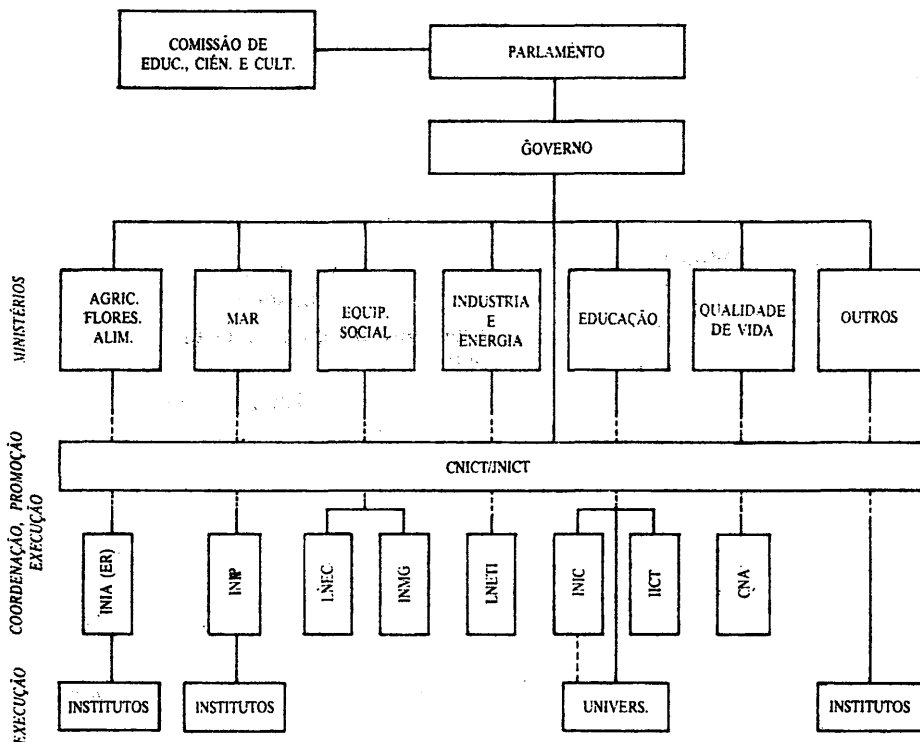 COMISSÃO DE
EDUC., CIÊN. E CULT.
PARLAMENTO
GOVERNO
MINISTÉRIOS
AGRIC.
FLORES.
ALIM.
MAR
EQUIP.
SOCIAL
INDUSTRIA
E
ENERGIA
EDUCAÇÃO
QUALIDADE
DE VIDA
OUTROS
COORDENAÇÃO, PROMOÇÃO
EXECUÇÃO
CNICT/JNICT
INIA (ER)
INIP
LNEC
INMG
LNETI
INIC
IICT
CNA
EXECUÇÃO
INSTITUTOS
INSTITUTOS
UNIVERS.
INSTITUTOS